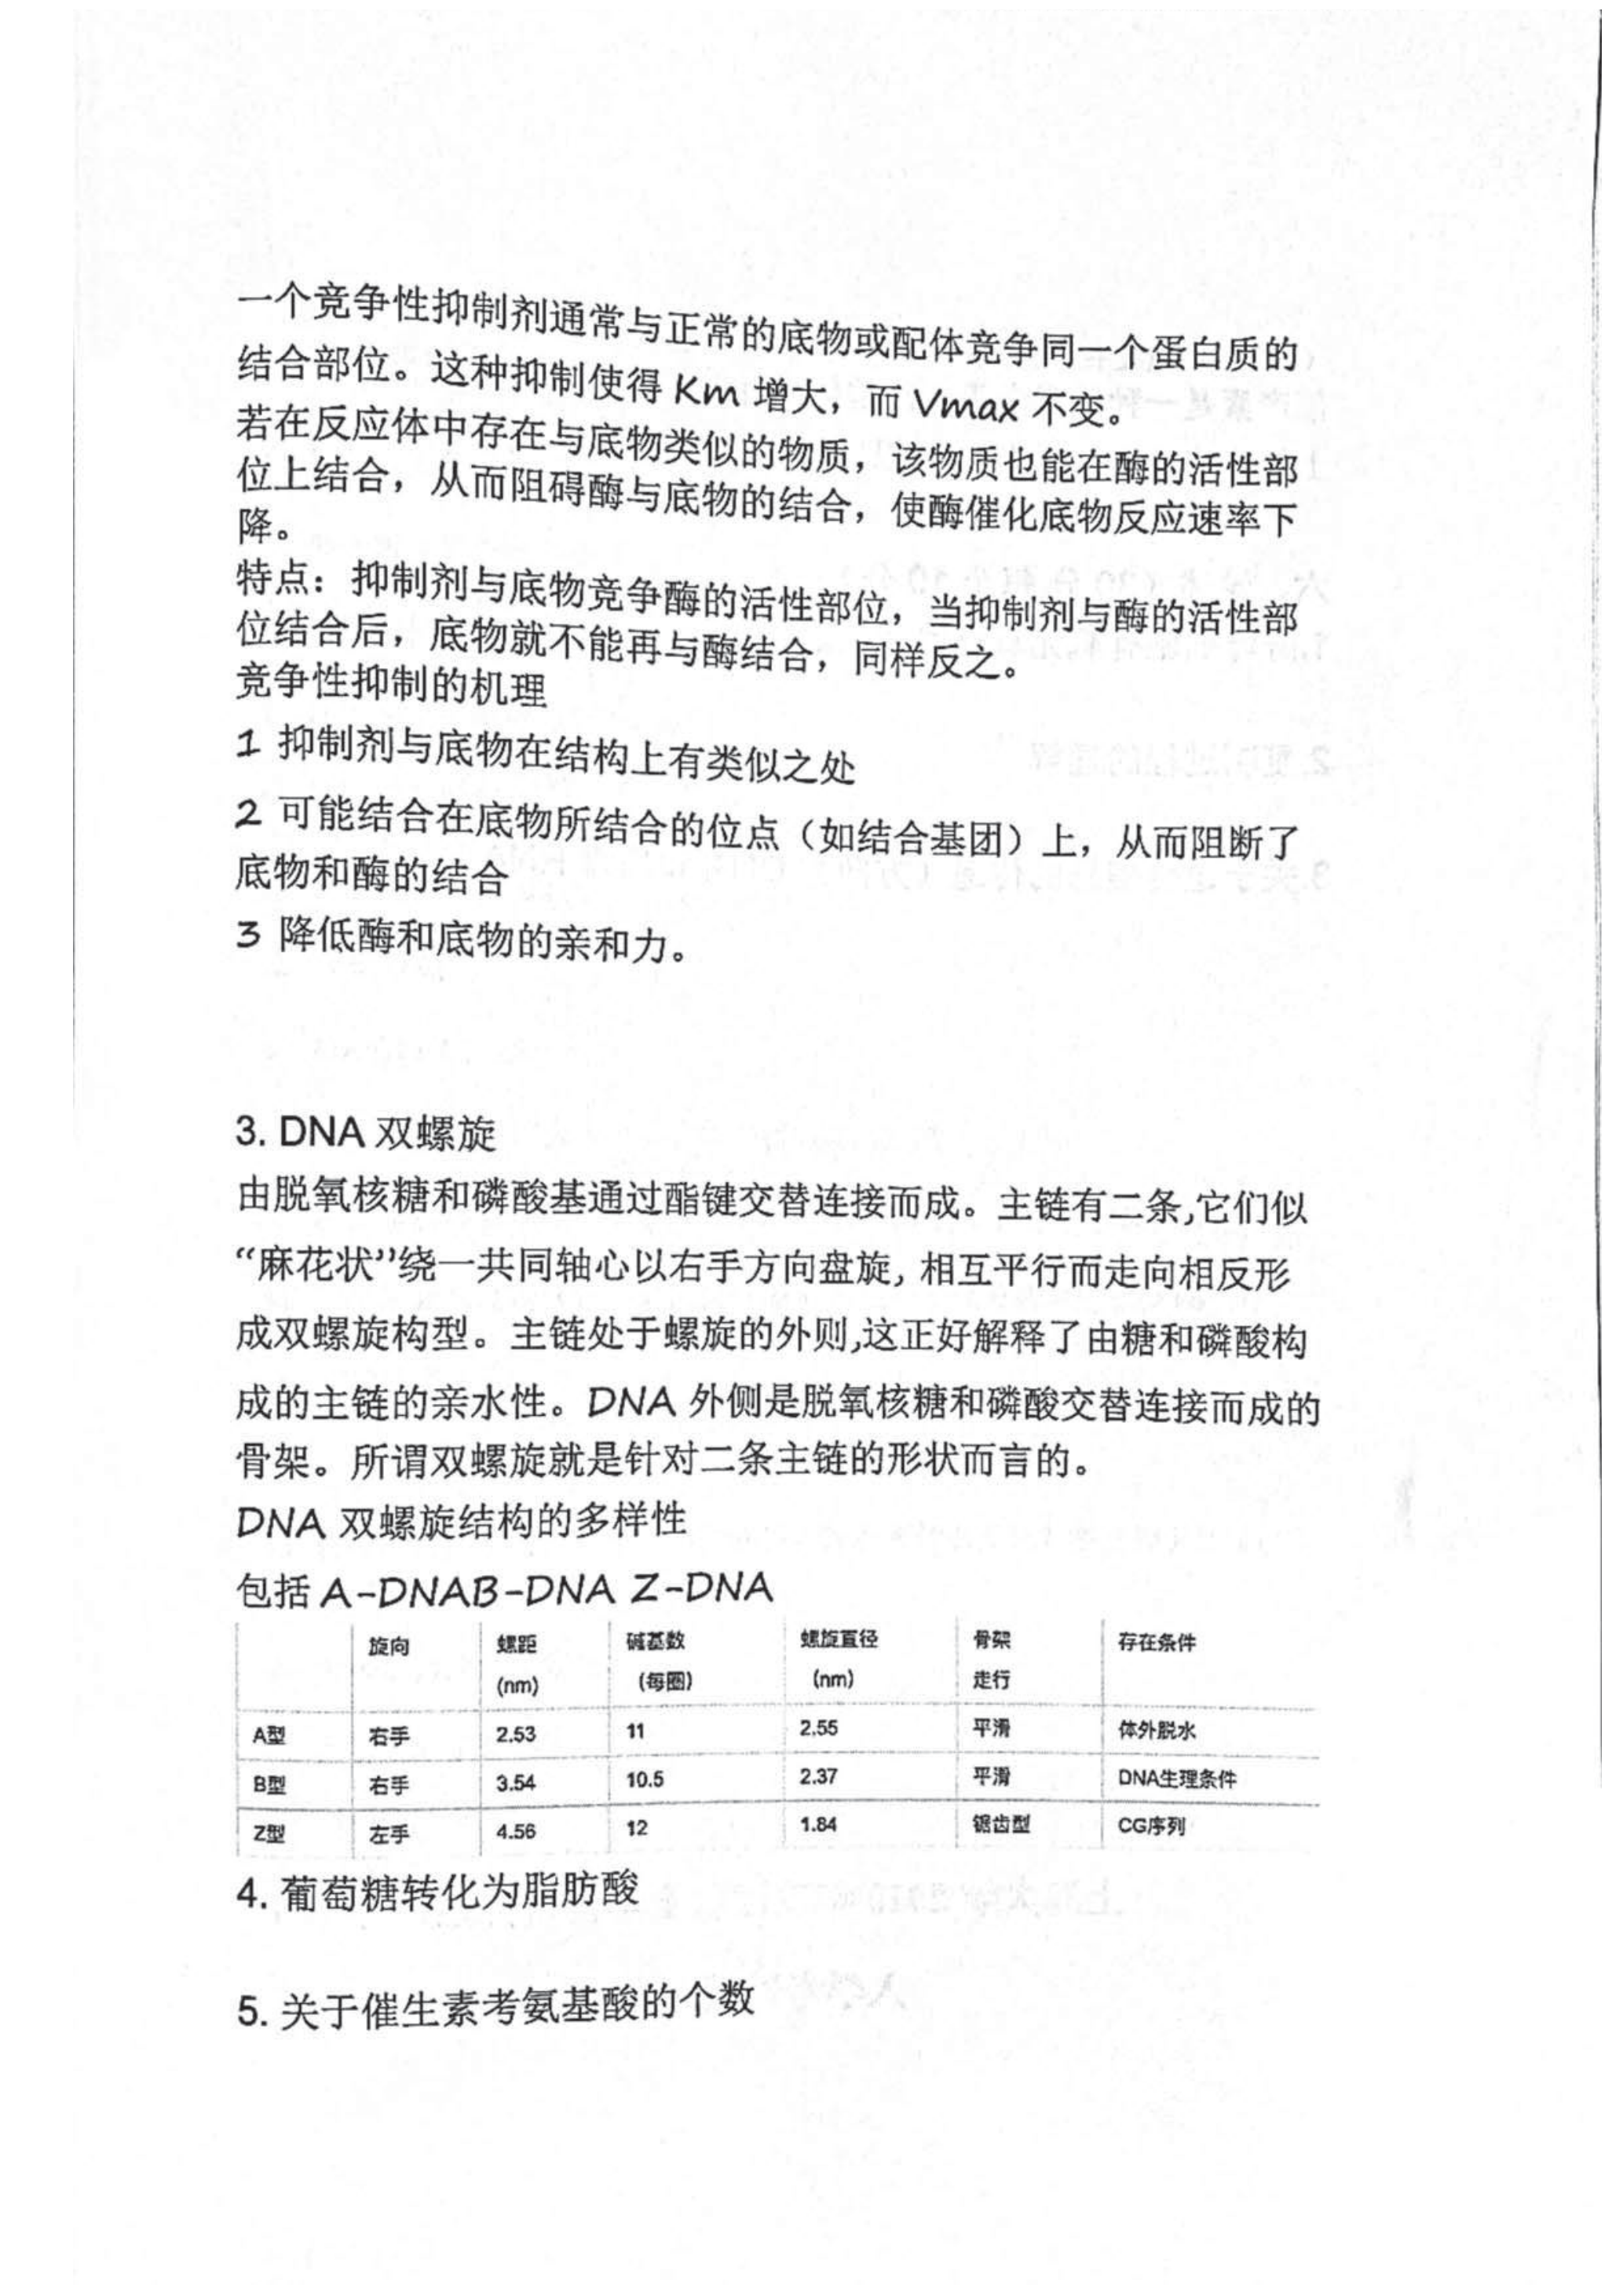 一个竞争性抑制剂通常与正常的底物或配体竞争同一个蛋白质的
结合部位。这种抑制使得 Km 增大，而 Vmax 不变。
若在反应体中存在与底物类似的物质，该物质也能在酶的活性部
位上结合，从而阻碍酶与底物的结合，使酶催化底物反应速率下
降。
特点：抑制剂与底物竞争酶的活性部位，当抑制剂与酶的活性部
位结合后，底物就不能再与酶结合，同样反之。
竞争性抑制的机理
1 抑制剂与底物在结构上有类似之处
2 可能结合在底物所结合的位点（如结合基团）上，从而阻断了
底物和酶的结合
3 降低酶和底物的亲和力。
3. DNA 双螺旋
由脱氧核糖和磷酸基通过酯键交替连接而成。主链有二条,它们似
“麻花状”绕一共同轴心以右手方向盘旋, 相互平行而走向相反形
成双螺旋构型。主链处于螺旋的外则,这正好解释了由糖和磷酸构
成的主链的亲水性。DNA 外侧是脱氧核糖和磷酸交替连接而成的
骨架。所谓双螺旋就是针对二条主链的形状而言的。
DNA 双螺旋结构的多样性
包括 A-DNAB-DNA Z-DNA
旋向 螺距 碱基数 螺旋直径 骨架 存在条件
(nm) (每圈) (nm) 走行
A型 右手 2.53 11 2.55 平滑 体外脱水
B型 右手 3.54 10.5 2.37 平滑 DNA生理条件
Z型 左手 4.56 12 1.84 锯齿型 CG序列
4. 葡萄糖转化为脂肪酸
5. 关于催生素考氨基酸的个数